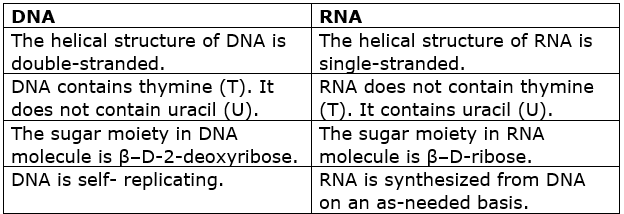 DNA
RNA
The helical structure of DNA is
double-stranded.
The helical structure of RNA is
single-stranded.
DNA contains thymine (T). It
does not contain uracil (U).
RNA does not contain thymine
(T). It contains uracil (U).
The sugar moiety in DNA
molecule is β–D-2-deoxyribose.
The sugar moiety in RNA
molecule is β–D-ribose.
DNA is self- replicating.
RNA is synthesized from DNA
on an as-needed basis.